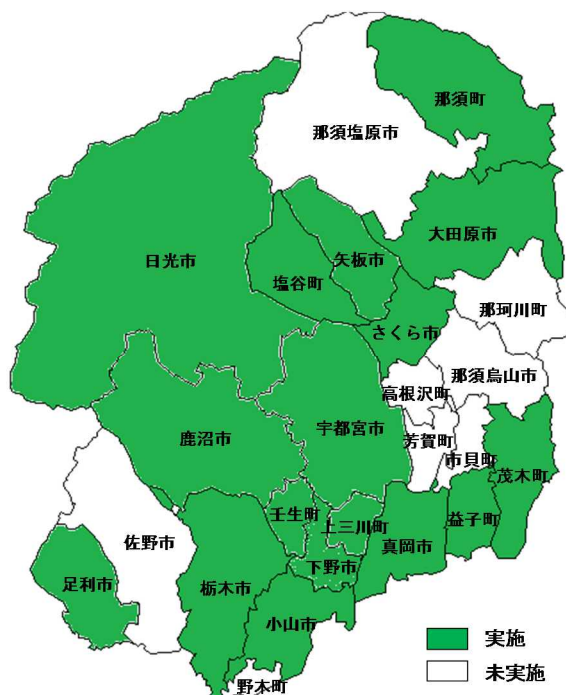 那須町
那須塩原市
大田原市
日光市
矢板市
塩谷町
那珂川町
さくら市
那須烏山市
高根沢町
鹿沼市
宇都宮市
芳賀町
市貝町
茂木町
壬生町
上三川町
益子町
佐野市
真岡市
下野市
足利市
栃木市
小山市
野木町
実施
未実施